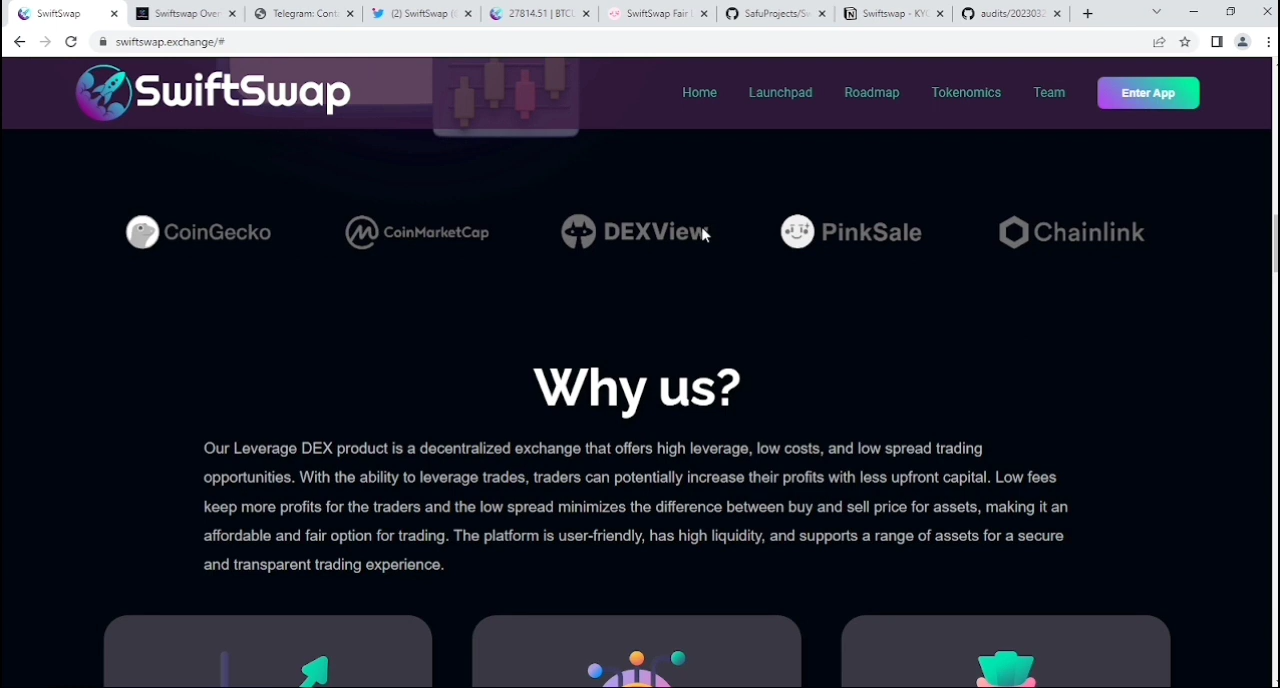 SwiftSwap
Swiftswap Over
Telegram: Cont
(2) SwiftSwap (
27814.51 | BTC
SwiftSwap Fair L
SafuProjects/Sw
Swiftswap - KYC
audits/2023032
swiftswap.exchange/#
SwiftSwap
Home
Launchpad
Roadmap
Tokenomics
Team
Enter App
CoinGecko
CoinMarketCap
DEXView
PinkSale
Chainlink
Why us?
Our Leverage DEX product is a decentralized exchange that offers high leverage, low costs, and low spread trading
opportunities. With the ability to leverage trades, traders can potentially increase their profits with less upfront capital. Low fees
keep more profits for the traders and the low spread minimizes the difference between buy and sell price for assets, making it an
affordable and fair option for trading. The platform is user-friendly, has high liquidity, and supports a range of assets for a secure
and transparent trading experience.